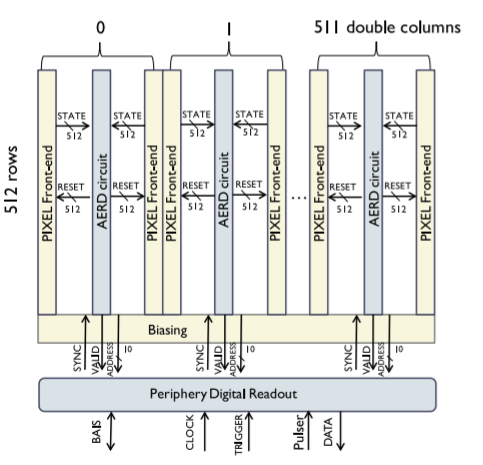 0
1
511 double columns
512 rows
PIXEL Front-end
STATE
512
RESET
512
AERD circuit
STATE
512
RESET
512
PIXEL Front-end
PIXEL Front-end
STATE
512
RESET
512
AERD circuit
STATE
512
RESET
512
PIXEL Front-end
...
PIXEL Front-end
STATE
512
RESET
512
AERD circuit
STATE
512
RESET
512
PIXEL Front-end
Biasing
SYNC
VALID
ADDRESS
10
SYNC
VALID
ADDRESS
10
SYNC
VALID
ADDRESS
10
Periphery Digital Readout
BAIS
CLOCK
TRIGGER
Pulser
DATA